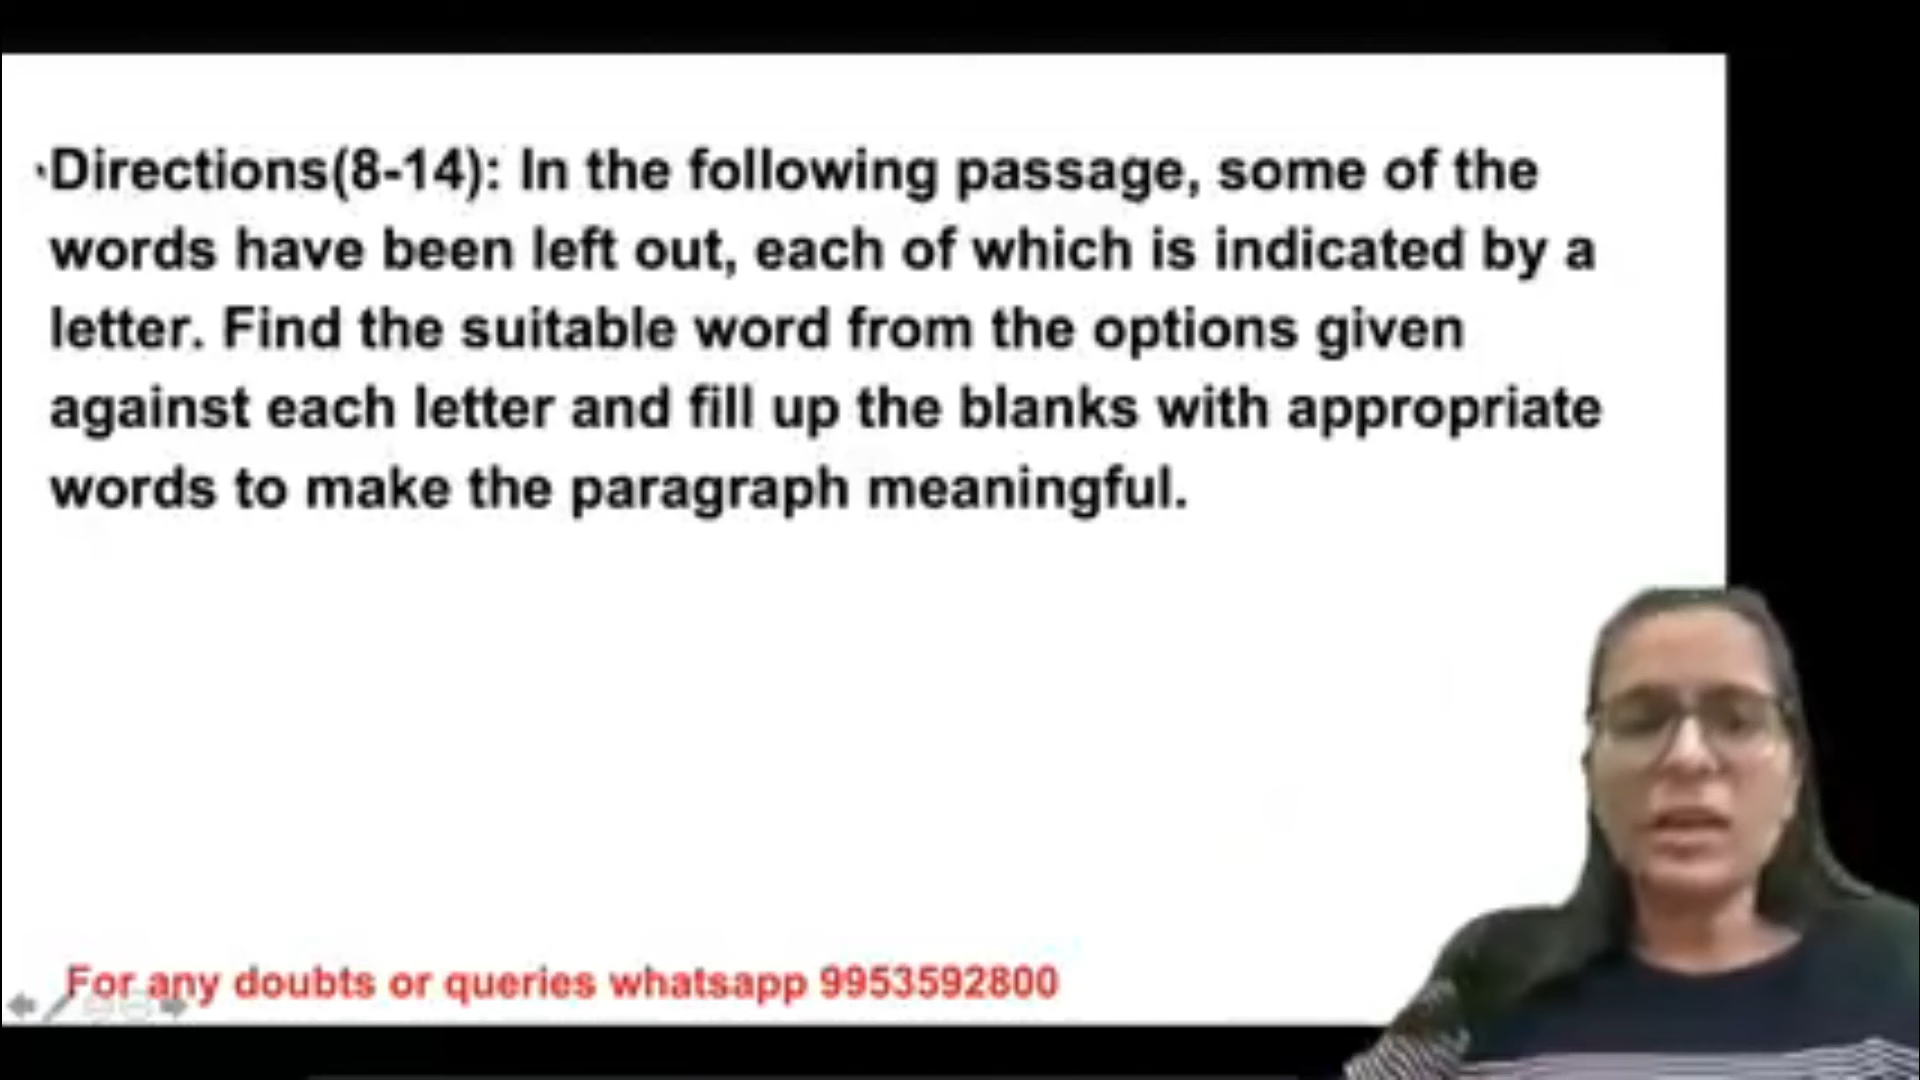 Directions(8-14): In the following passage, some of the
words have been left out, each of which is indicated by a
letter. Find the suitable word from the options given
against each letter and fill up the blanks with appropriate
words to make the paragraph meaningful.
For any doubts or queries whatsapp 9953592800